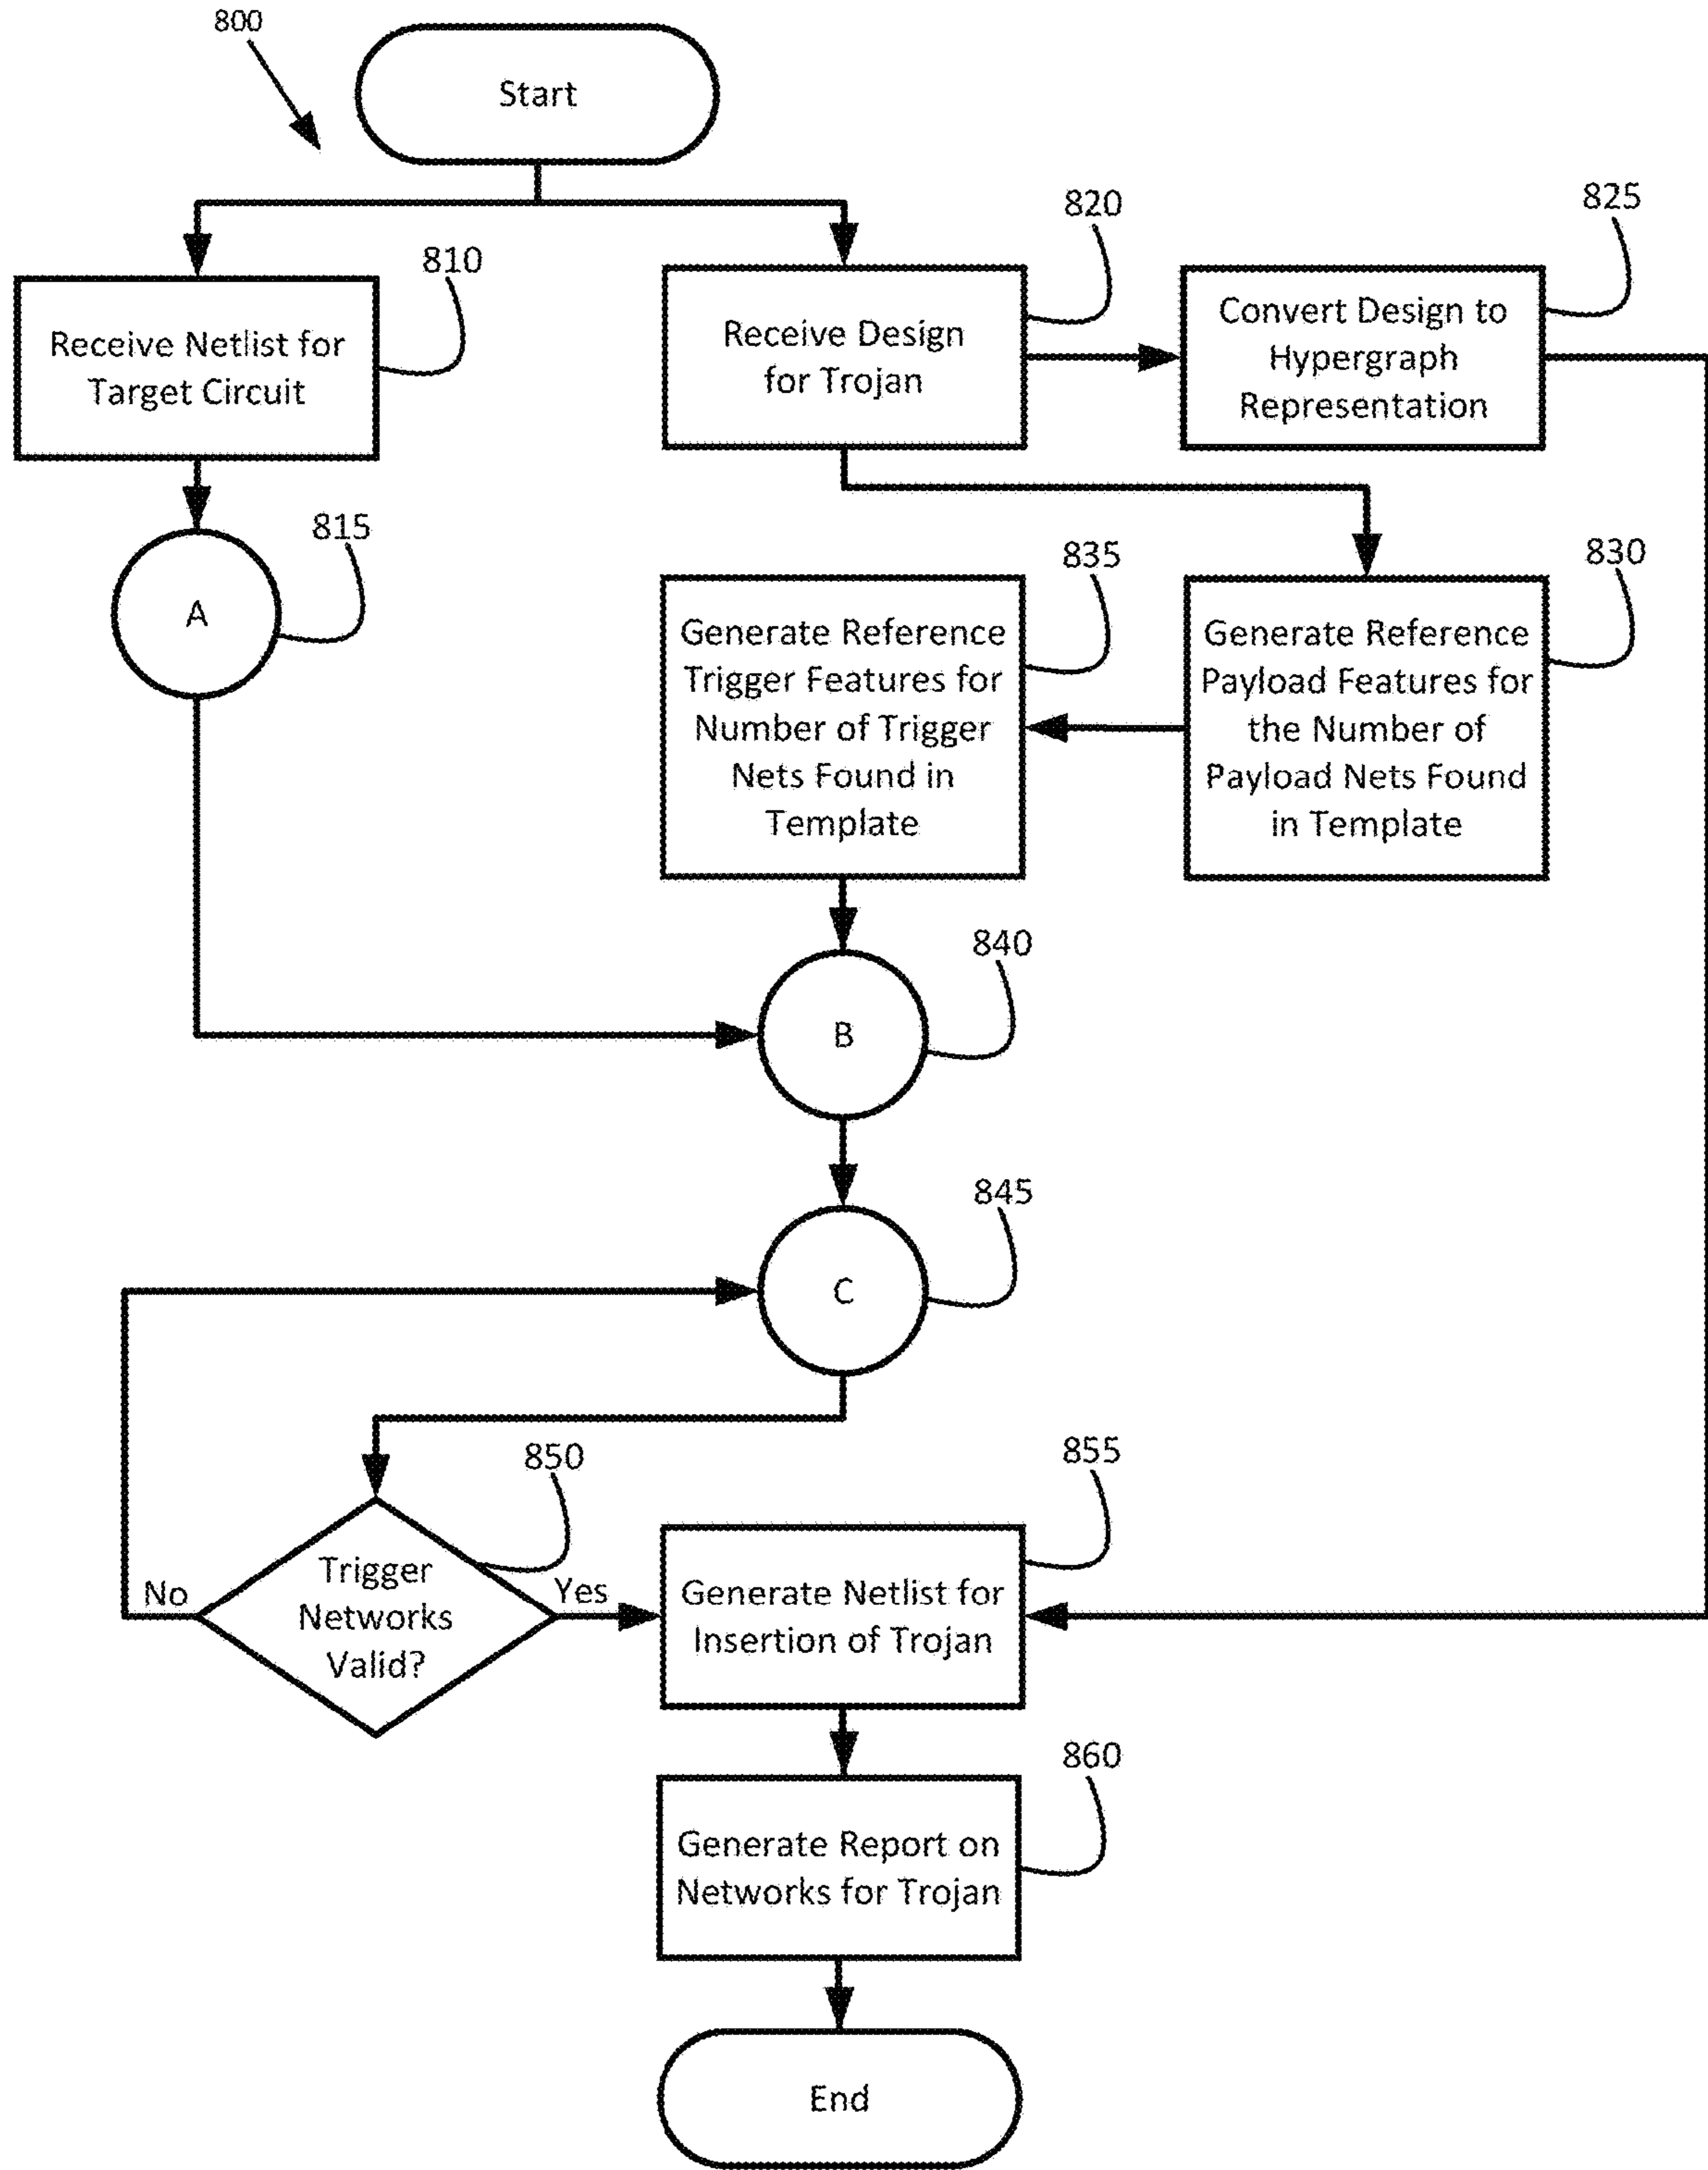 800
Start
820
825
810
Receive Netlist for
Target Circuit
Receive Design
for Trojan
Convert Design to
Hypergraph
Representation
815
A
835
830
Generate Reference
Trigger Features for
Number of Trigger
Nets Found in
Template
Generate Reference
Payload Features for
the Number of
Payload Nets Found
in Template
840
B
845
C
850
855
Trigger
Networks
Valid?
No
Yes
Generate Netlist for
Insertion of Trojan
860
Generate Report on
Networks for Trojan
End